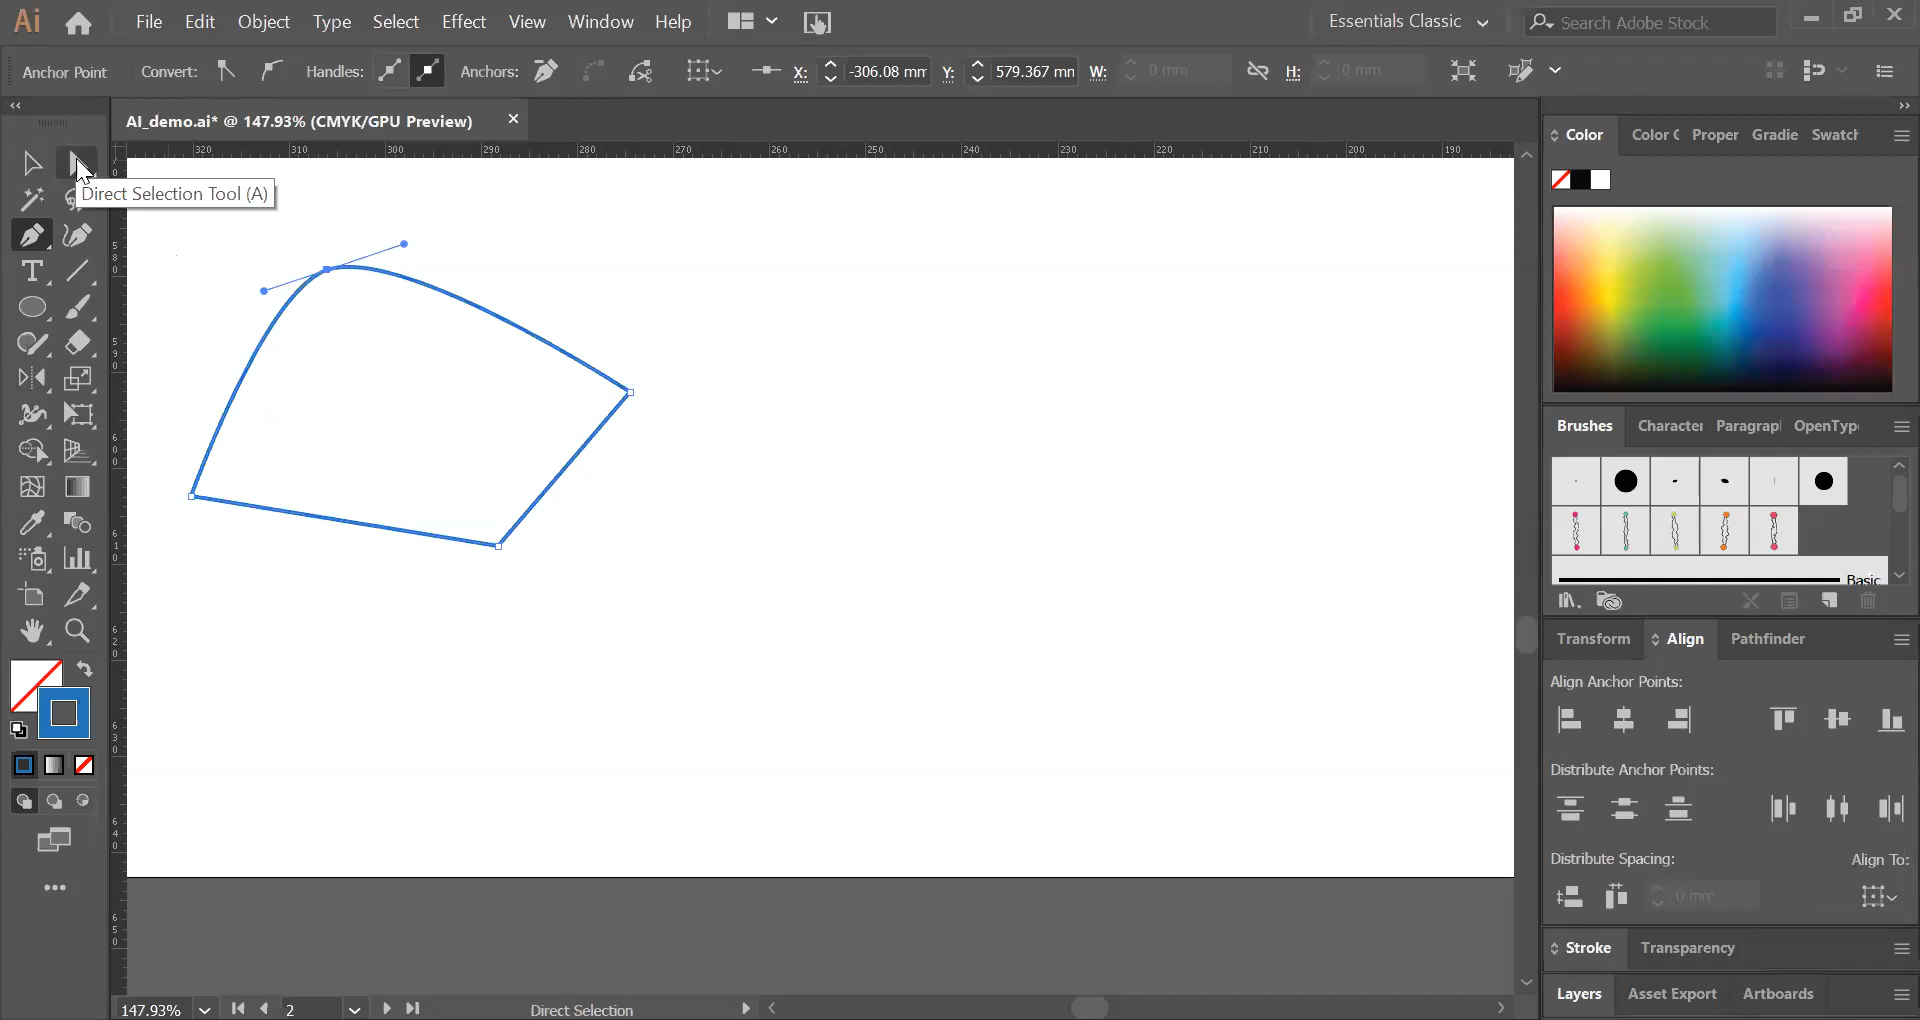 Ai File Edit Object Type Select Effect View Window Help Essentials Classic Search Adobe Stock
Anchor Point Convert: Handles: Anchors: X: -306.08 mm Y: 579.367 mm W: 0 mm H: 0 mm
AI_demo.ai* @ 147.93% (CMYK/GPU Preview)
320 310 300 290 280 270 260 250 240 230 220 210 200 190
Direct Selection Tool (A)
Color Color G Proper Gradie Swatch
Brushes Character Paragrap OpenType
Basic
Transform Align Pathfinder
Align Anchor Points:
Distribute Anchor Points:
Distribute Spacing: Align To:
0 mm
Stroke Transparency
Layers Asset Export Artboards
147.93% 2 Direct Selection